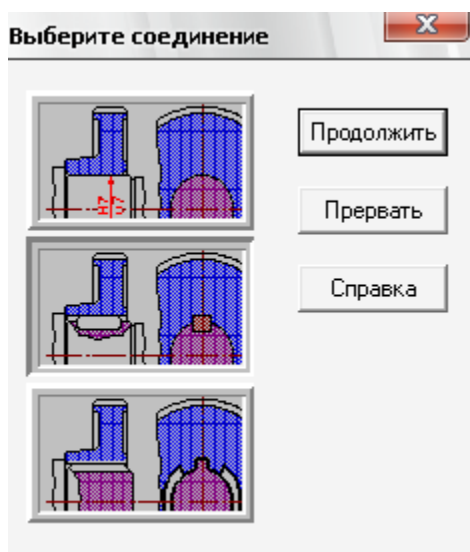 Выберите соединение
Продолжить
Прервать
Справка